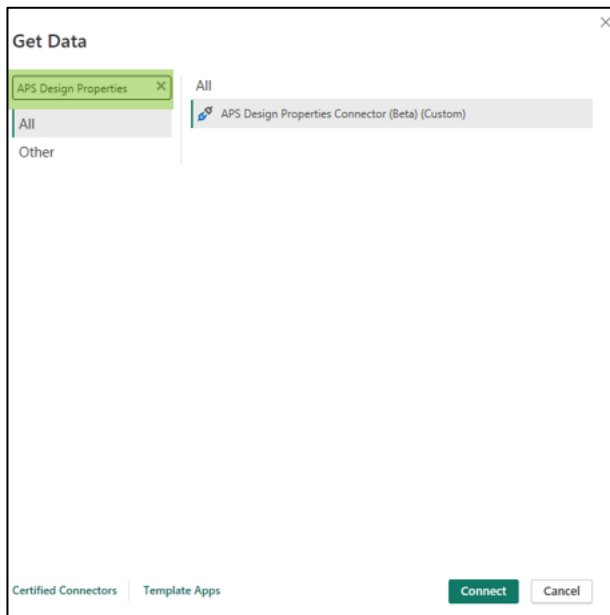 Get Data
APS Design Properties
All
Other
All
APS Design Properties Connector (Beta) (Custom)
Certified Connectors
Template Apps
Connect
Cancel